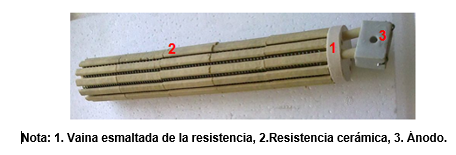 2
1
3
Nota: 1. Vaina esmaltada de la resistencia, 2.Resistencia cerámica, 3. Ánodo.